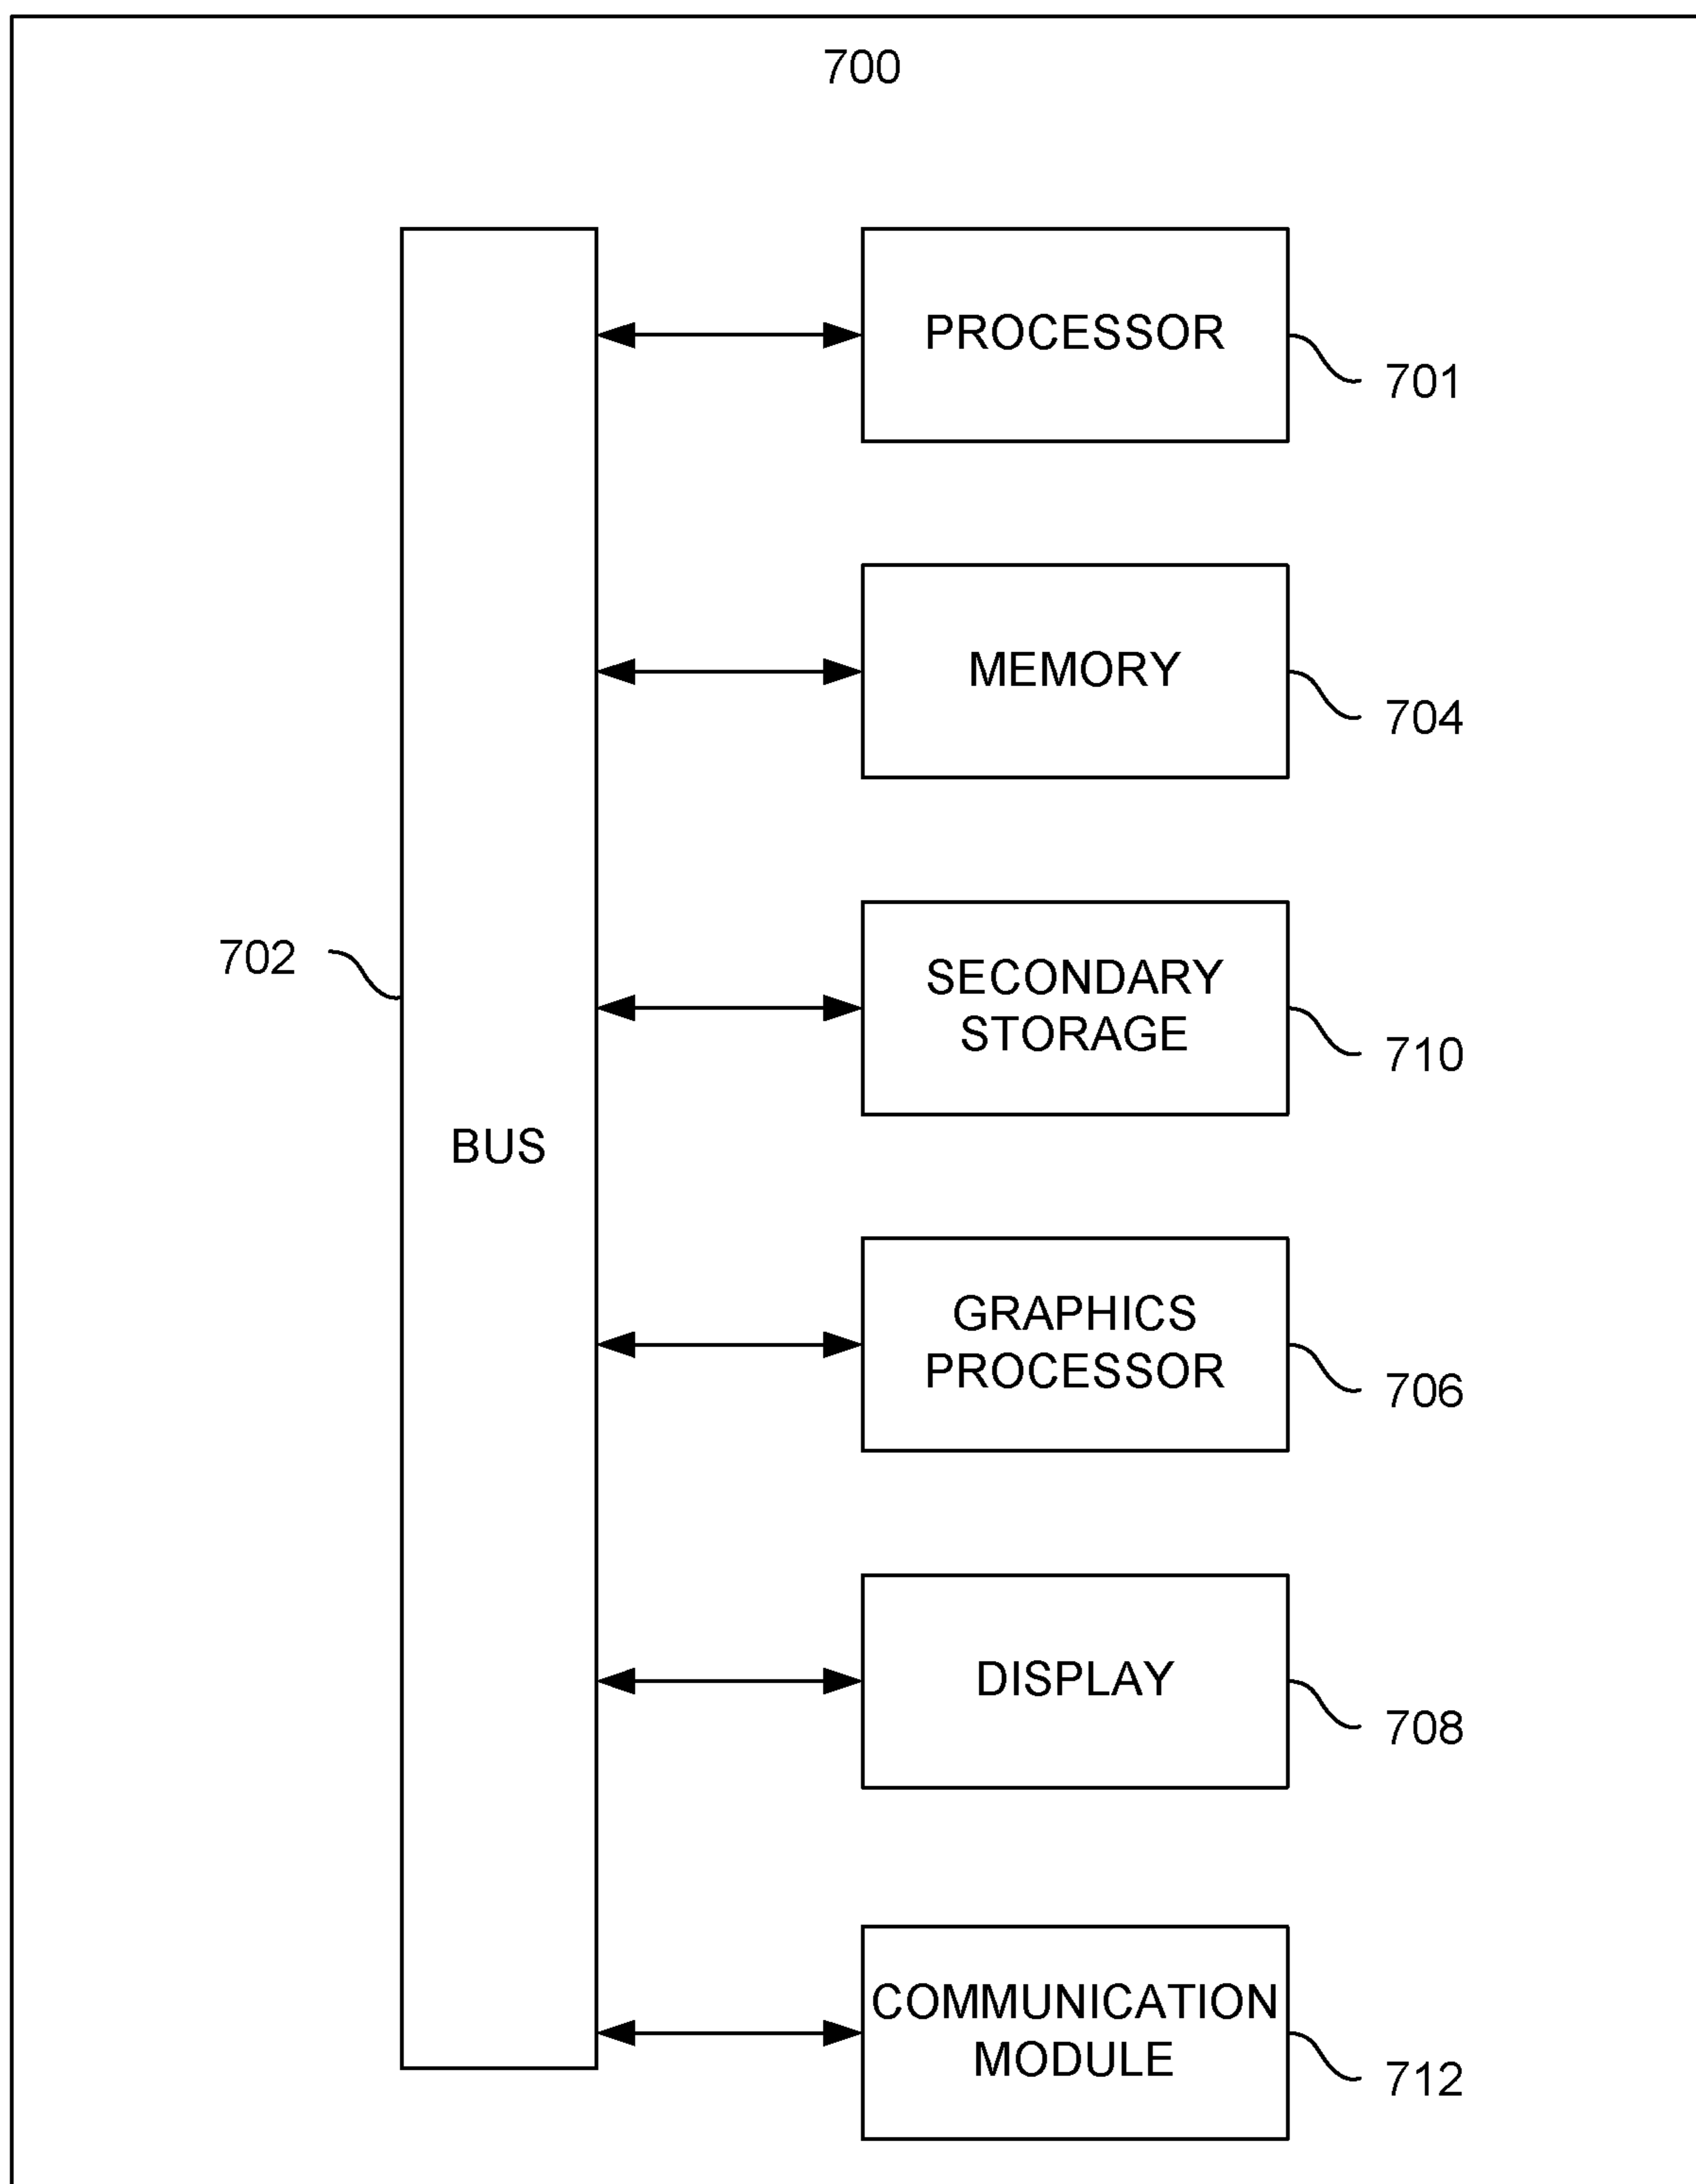 700
PROCESSOR
701
MEMORY
704
702
SECONDARY
STORAGE
710
BUS
GRAPHICS
PROCESSOR
706
DISPLAY
708
COMMUNICATION
MODULE
712